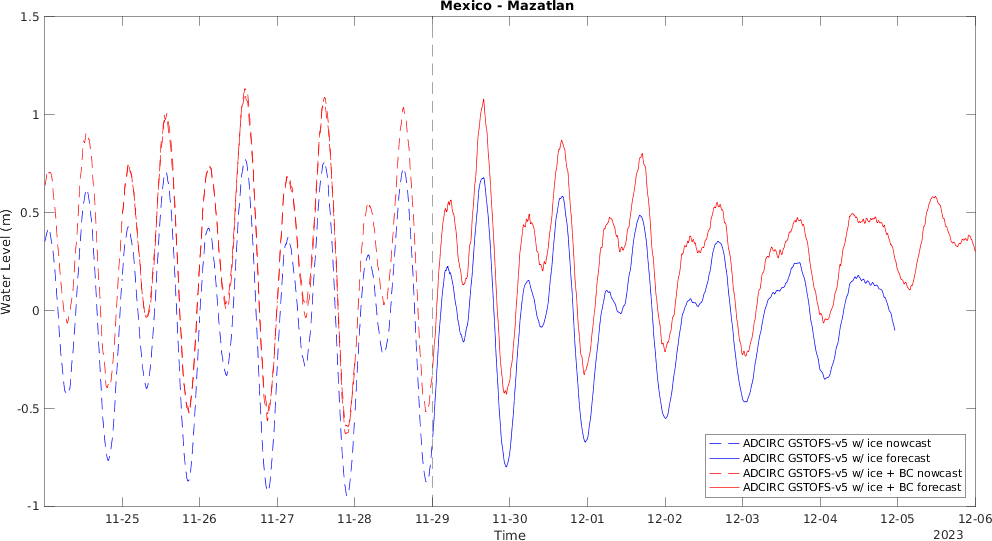 Mexico - Mazatlan
Water Level (m)
1.5
1
0.5
0
-0.5
-1
11-25
11-26
11-27
11-28
11-29
11-30
12-01
12-02
12-03
12-04
12-05
12-06
Time
2023
ADCIRC GSTOFS-v5 w/ ice nowcast
ADCIRC GSTOFS-v5 w/ ice forecast
ADCIRC GSTOFS-v5 w/ ice + BC nowcast
ADCIRC GSTOFS-v5 w/ ice + BC forecast